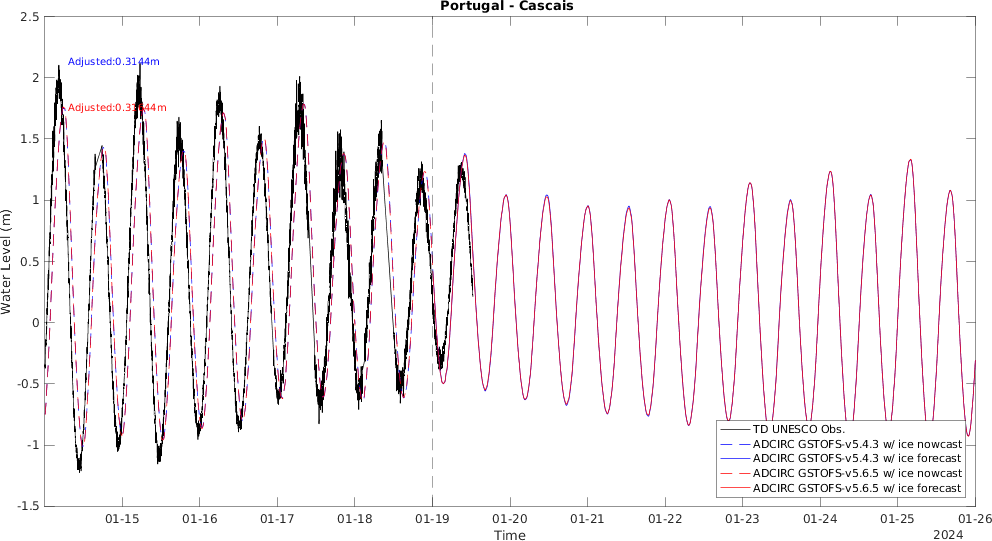 Portugal - Cascais
2.5
2
1.5
1
0.5
0
-0.5
-1
-1.5
Water Level (m)
Adjusted:0.3144m
TD UNESCO Obs.
ADCIRC GSTOFS-v5.4.3 w/ ice nowcast
ADCIRC GSTOFS-v5.4.3 w/ ice forecast
ADCIRC GSTOFS-v5.6.5 w/ ice nowcast
ADCIRC GSTOFS-v5.6.5 w/ ice forecast
01-15 01-16 01-17 01-18 01-19 01-20 01-21 01-22 01-23 01-24 01-25 01-26
Time
2024